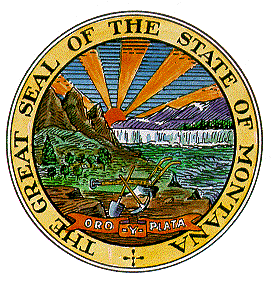 THE GREAT SEAL OF THE STATE OF MONTANA
ORO -Y- PLATA